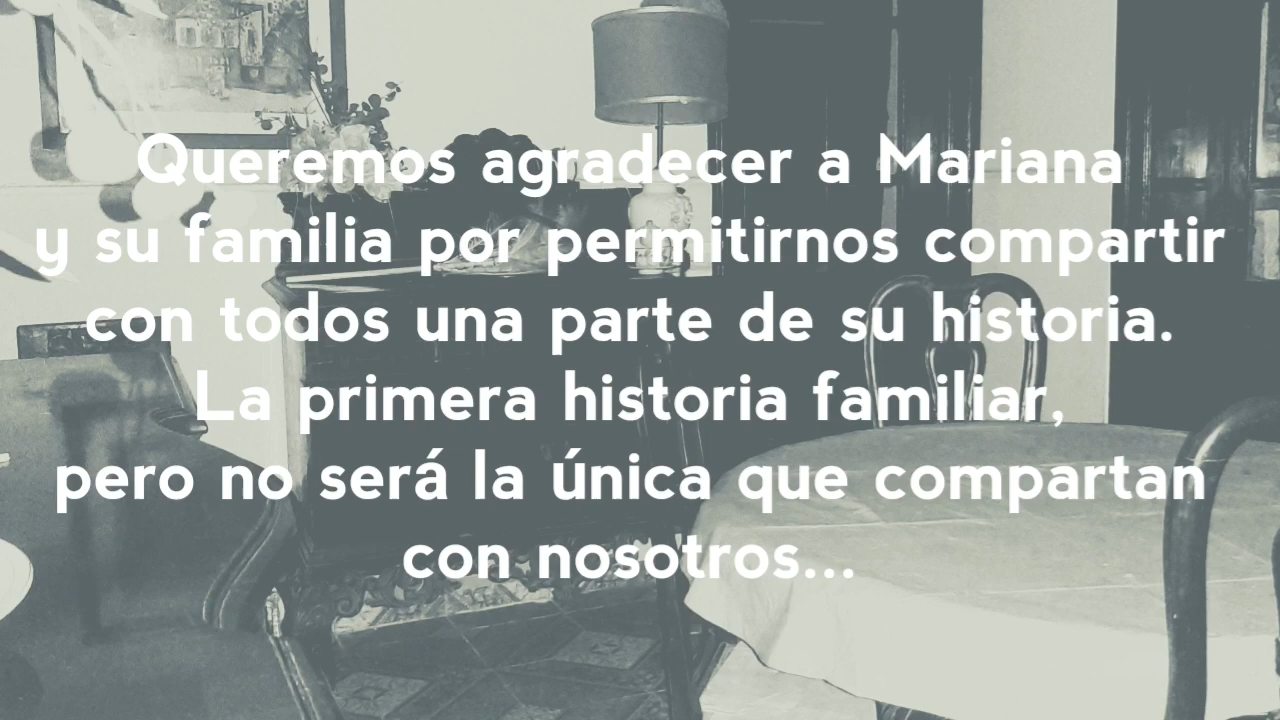 Queremos agradecer a Mariana
y su familia por permitirnos compartir
con todos una parte de su historia.
La primera historia familiar,
pero no será la única que compartan
con nosotros...